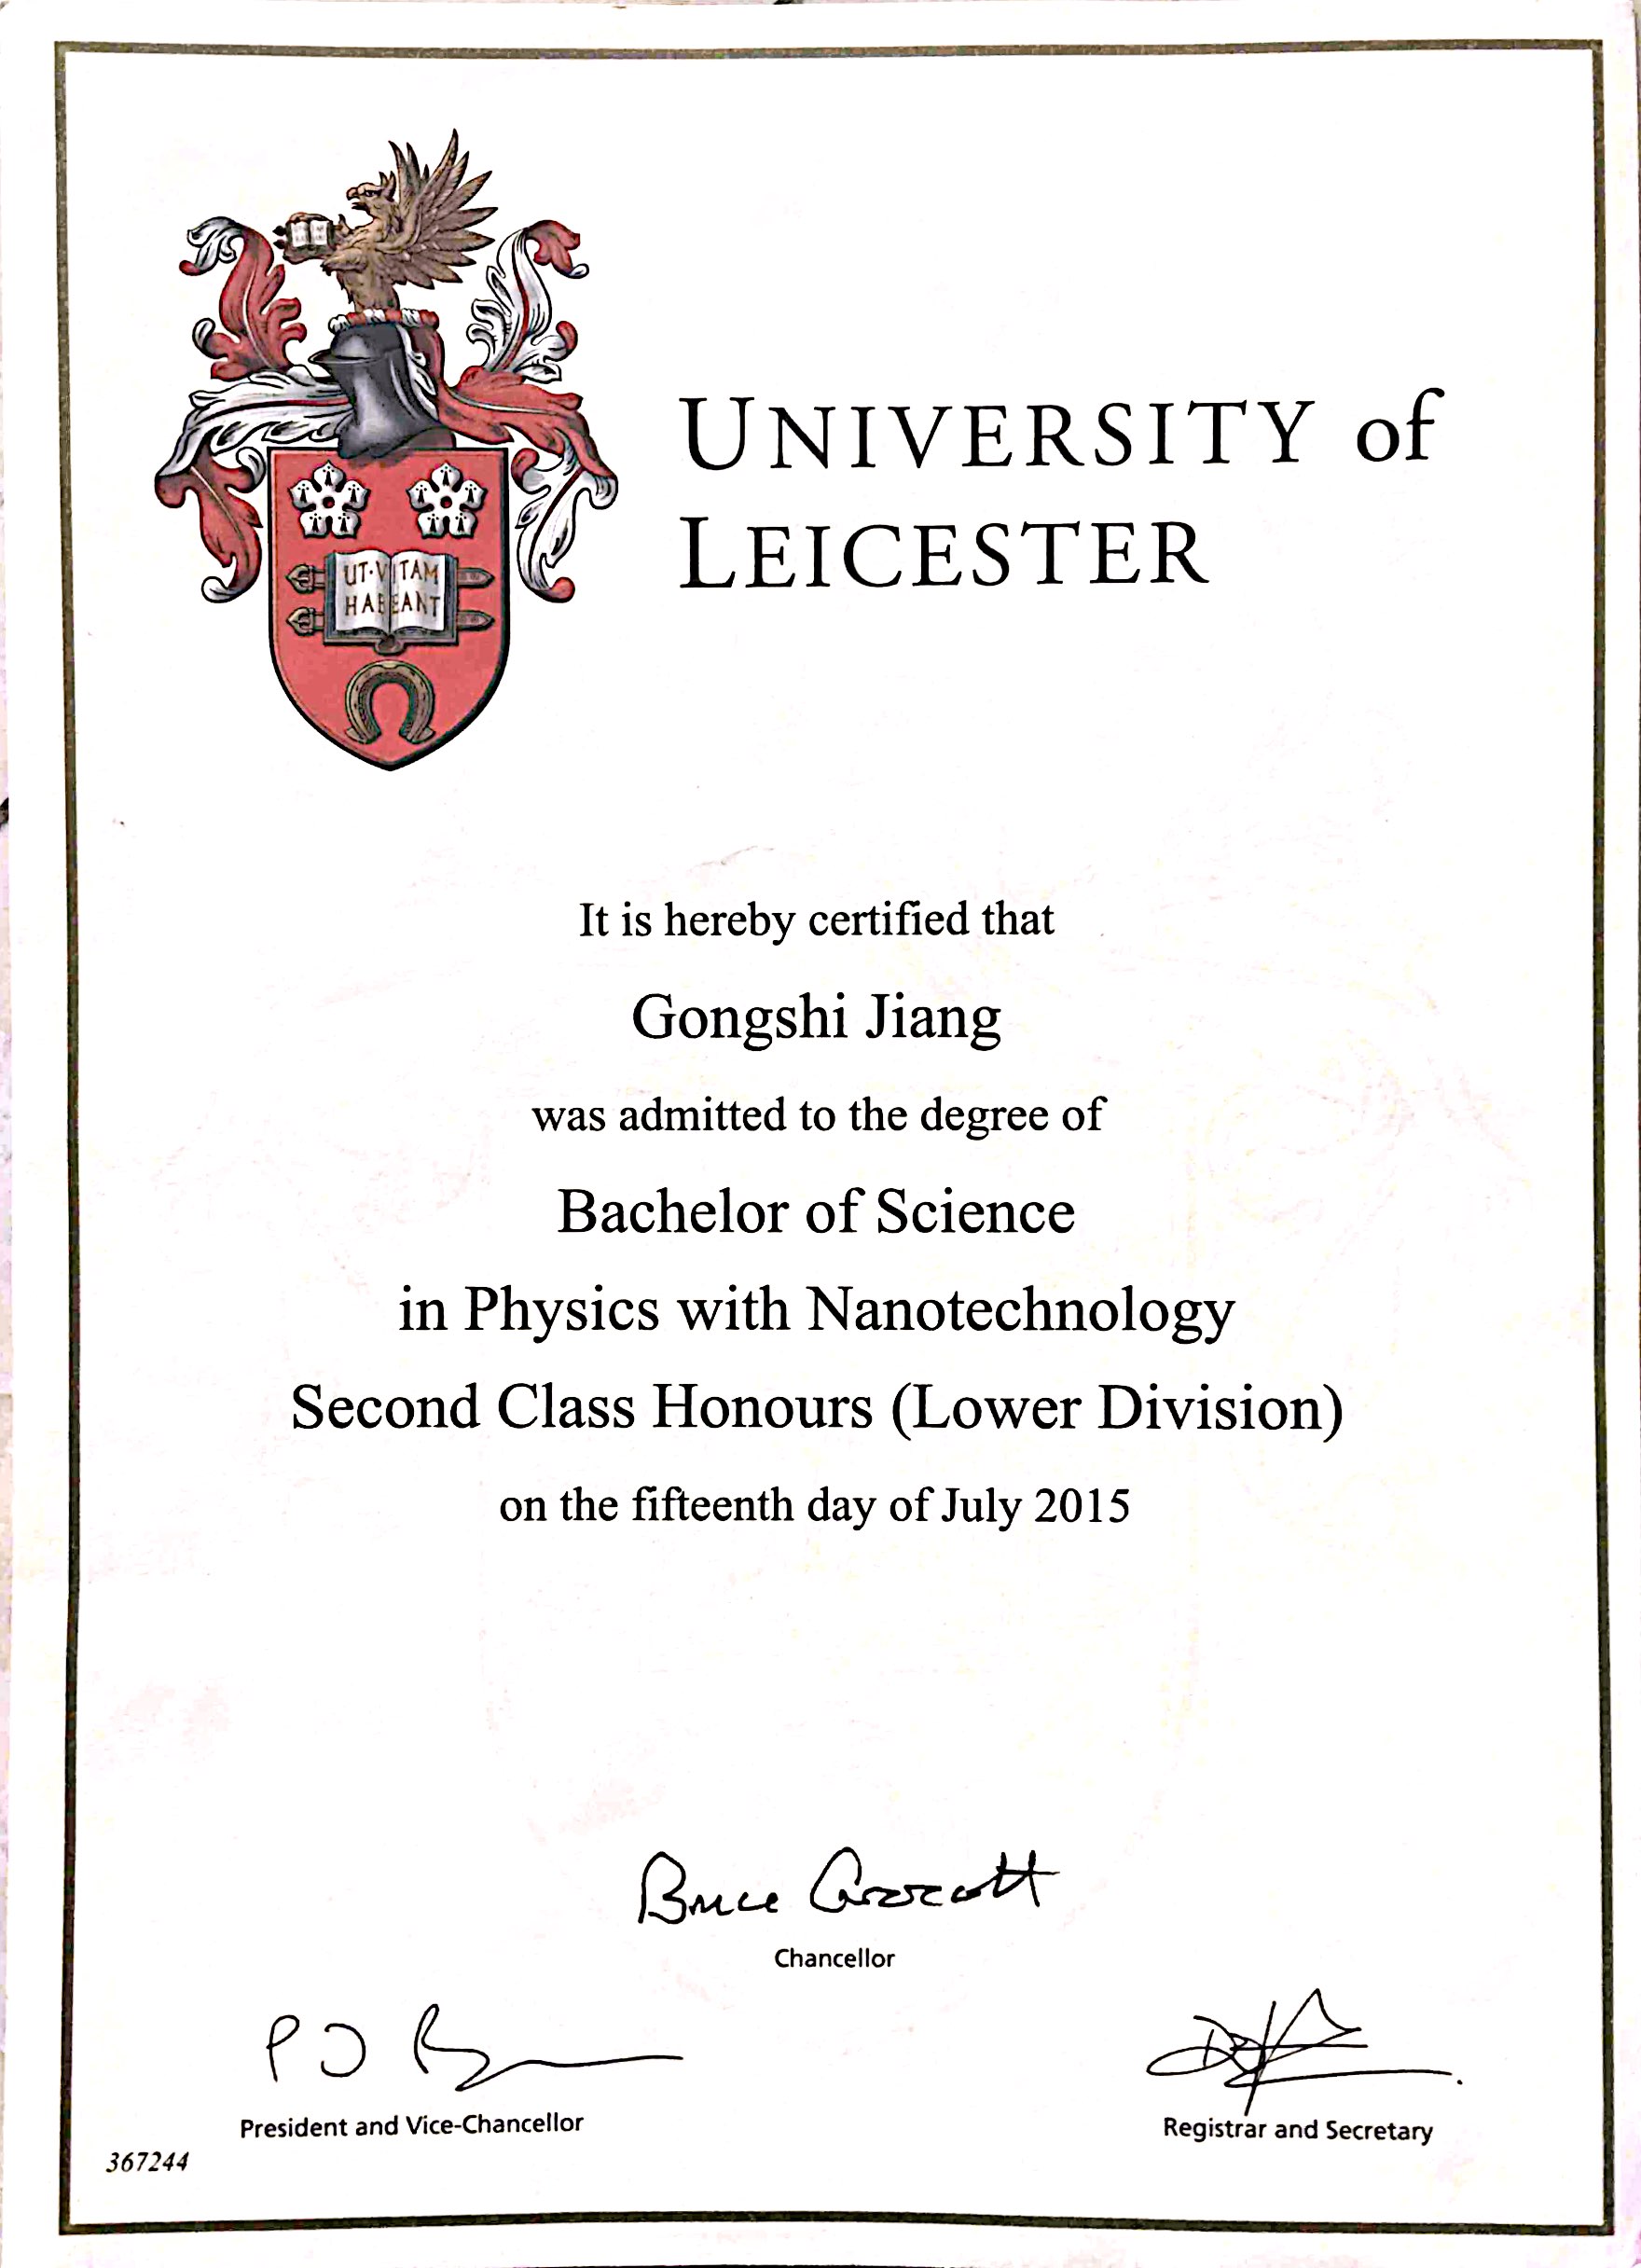 UNIVERSITY of
LEICESTER
UT·VITAM
HABEANT
It is hereby certified that
Gongshi Jiang
was admitted to the degree of
Bachelor of Science
in Physics with Nanotechnology
Second Class Honours (Lower Division)
on the fifteenth day of July 2015
Bruce
Chancellor
P J
President and Vice-Chancellor
Registrar and Secretary
367244